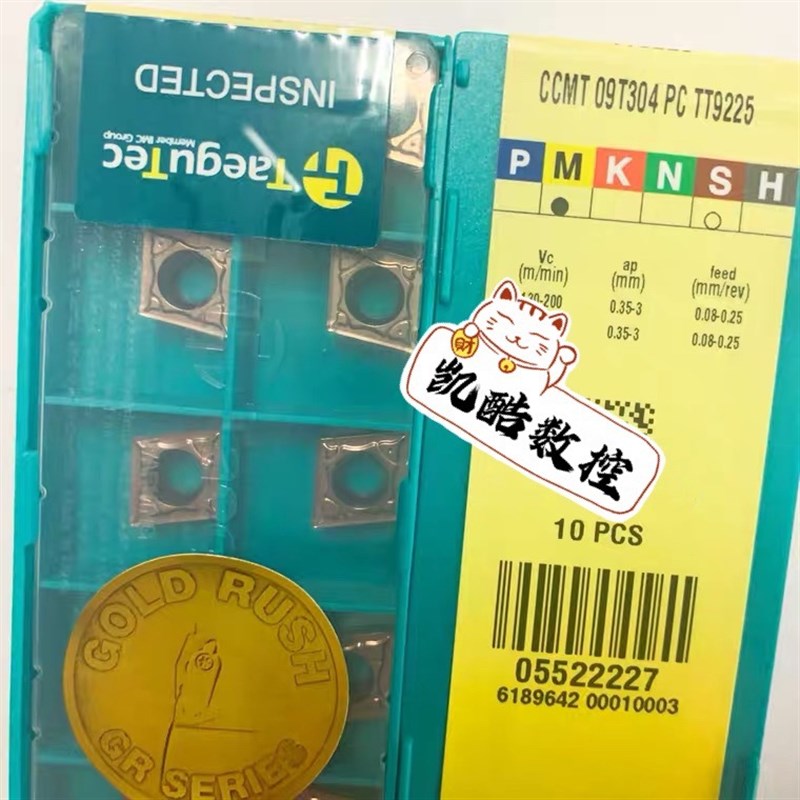 INSPECTED
TaeguTec
Member IMC Group
GOLD RUSH
GR SERIES
CCMT 09T304 PC TT9225
P M K N S H
Vc ap feed
(m/min) (mm) (mm/rev)
0.35-3 0.08-0.25
0.35-3 0.08-0.25
财
凯酷数控
10 PCS
05522227
6189642 00010003